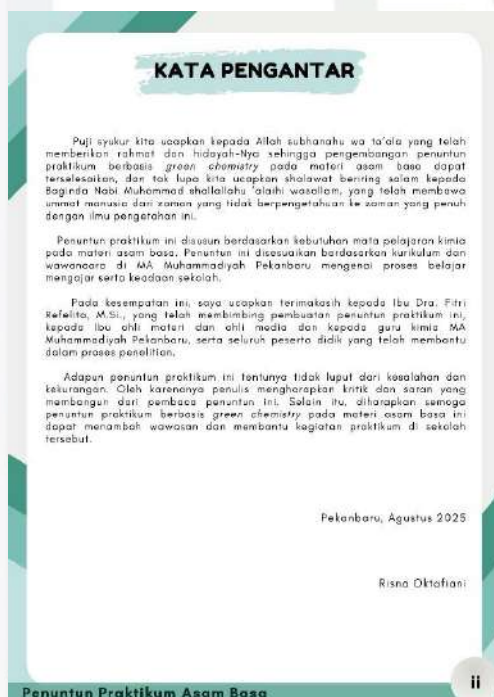 KATA PENGANTAR
Puji syukur kita ucapkan kepada Allah subhanahu wa ta'ala yang telah
memberikan rahmat dan hidayah-Nya sehingga pengembangan penuntun
praktikum berbasis green chemistry pada materi asam basa dapat
terselesaikan, dan tak lupa kita ucapkan shalawat beriring salam kepada
Baginda Nabi Muhammad shallallahu 'alaihi wasallam, yang telah membawa
ummat manusia dari zaman yang tidak berpengetahuan ke zaman yang penuh
dengan ilmu pengetahan ini.
Penuntun praktikum ini disusun berdasarkan kebutuhan mata pelajaran kimia
pada materi asam basa. Penuntun ini disesuaikan berdasarkan kurikulum dan
wawancara di MA Muhammadiyah Pekanbaru mengenai proses belajar
mengajar serta keadaan sekolah.
Pada kesempatan ini, saya ucapkan terimakasih kepada Ibu Dra. Fitri
Refelita, M.Si., yang telah membimbing pembuatan penuntun praktikum ini,
kepada Ibu ahli materi dan ahli media dan kepada guru kimia MA
Muhammadiyah Pekanbaru, serta seluruh peserta didik yang telah membantu
dalam proses penelitian.
Adapun penuntun praktikum ini tentunya tidak luput dari kesalahan dan
kekurangan. Oleh karenanya penulis mengharapkan kritik dan saran yang
membangun dari pembaca penuntun ini. Selain itu, diharapkan semoga
penuntun praktikum berbasis green chemistry pada materi asam basa ini
dapat menambah wawasan dan membantu kegiatan praktikum di sekolah
tersebut.
Pekanbaru, Agustus 2025
Risna Oktafiani
Penuntun Praktikum Asam Basa
ii